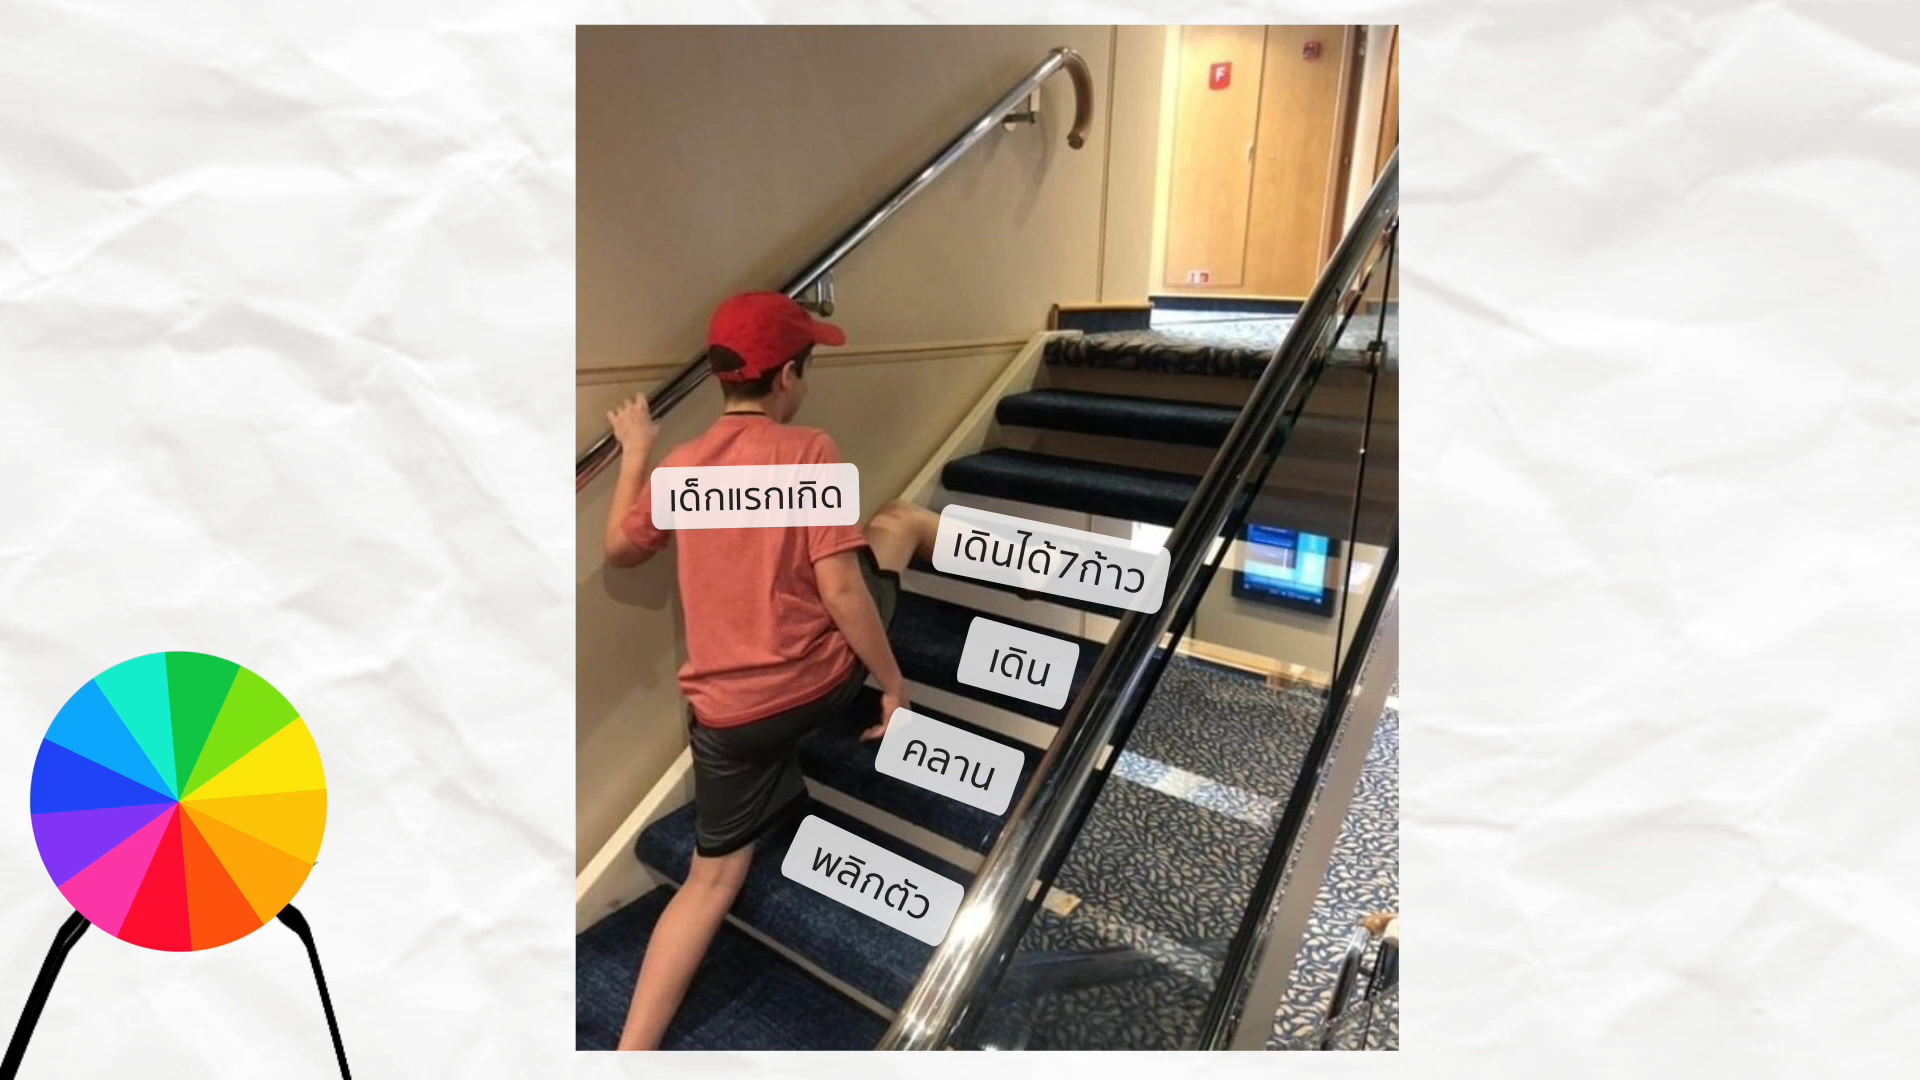 F
เด็กแรกเกิด
เดินได้7ก้าว
เดิน
คลาน
พลิกตัว